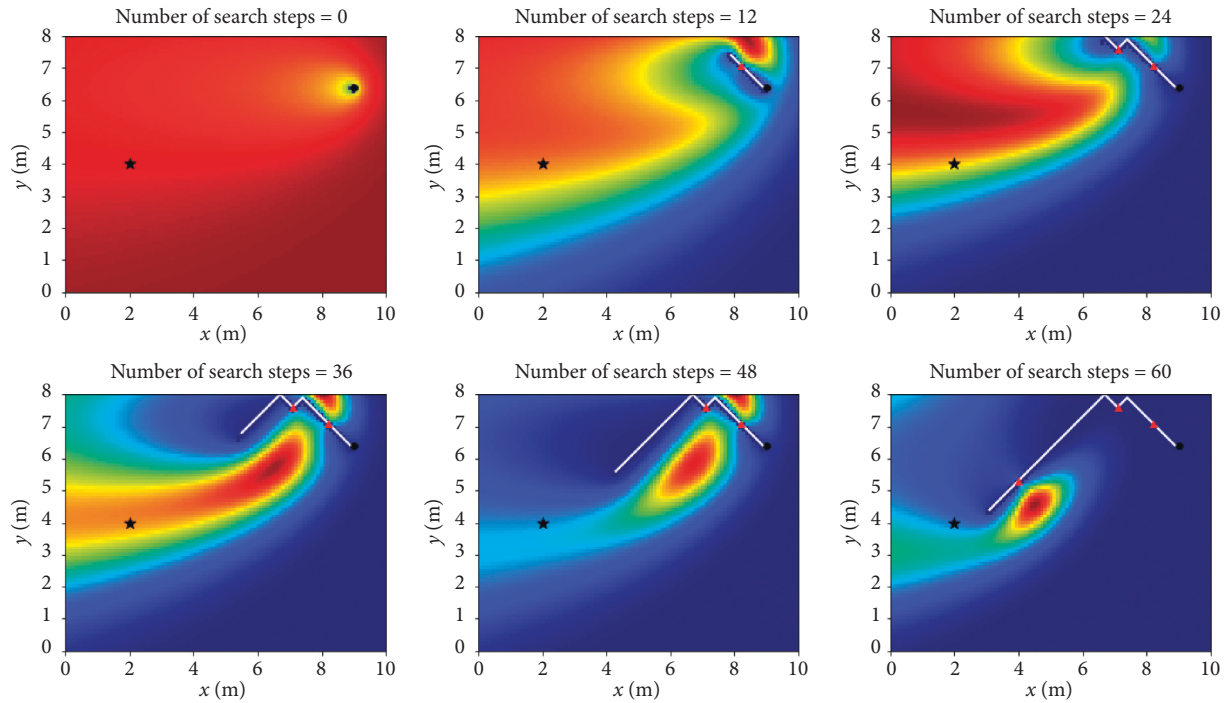 Number of search steps = 0
8
7
6
5
4
3
2
1
0
y (m)
0 2 4 6 8 10
x (m)
Number of search steps = 12
8
7
6
5
4
3
2
1
0
y (m)
0 2 4 6 8 10
x (m)
Number of search steps = 24
8
7
6
5
4
3
2
1
0
y (m)
0 2 4 6 8 10
x (m)
Number of search steps = 36
8
7
6
5
4
3
2
1
0
y (m)
0 2 4 6 8 10
x (m)
Number of search steps = 48
8
7
6
5
4
3
2
1
0
y (m)
0 2 4 6 8 10
x (m)
Number of search steps = 60
8
7
6
5
4
3
2
1
0
y (m)
0 2 4 6 8 10
x (m)